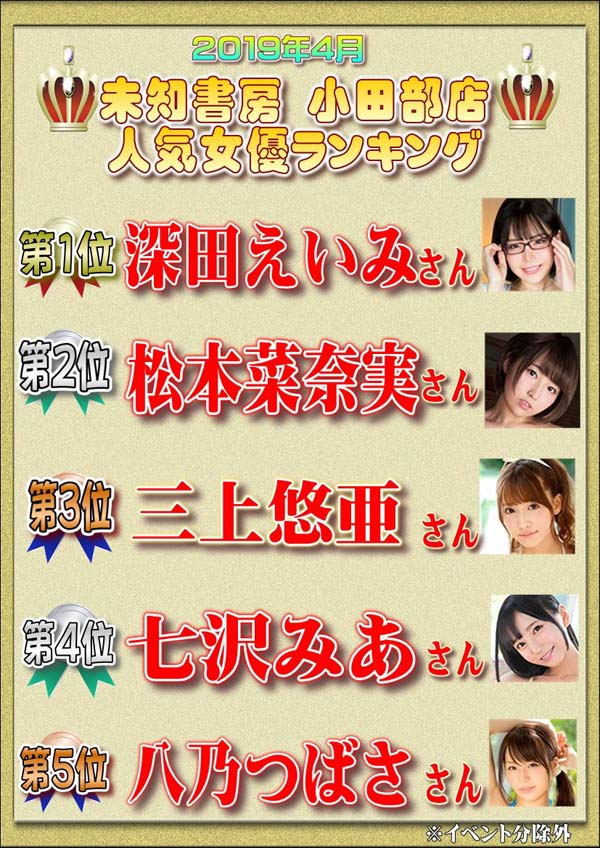 2019年4月
未知書房 小田部店
人気女優ランキング
第1位 深田えいみさん
第2位 松本菜奈実さん
第3位 三上悠亜さん
第4位 七沢みあさん
第5位 八乃つばささん
※イベント分除外